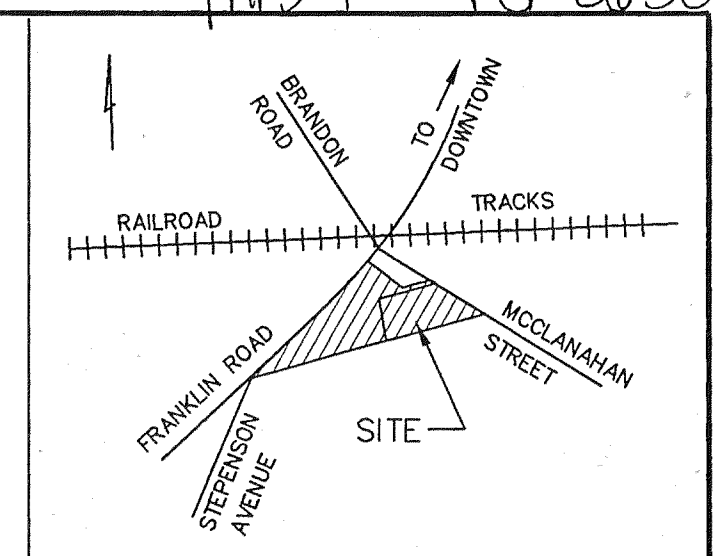 BRANDON
ROAD
TO
DOWNTOWN
RAILROAD
TRACKS
MCCLANAHAN
STREET
FRANKLIN ROAD
SITE
STEPENSON
AVENUE